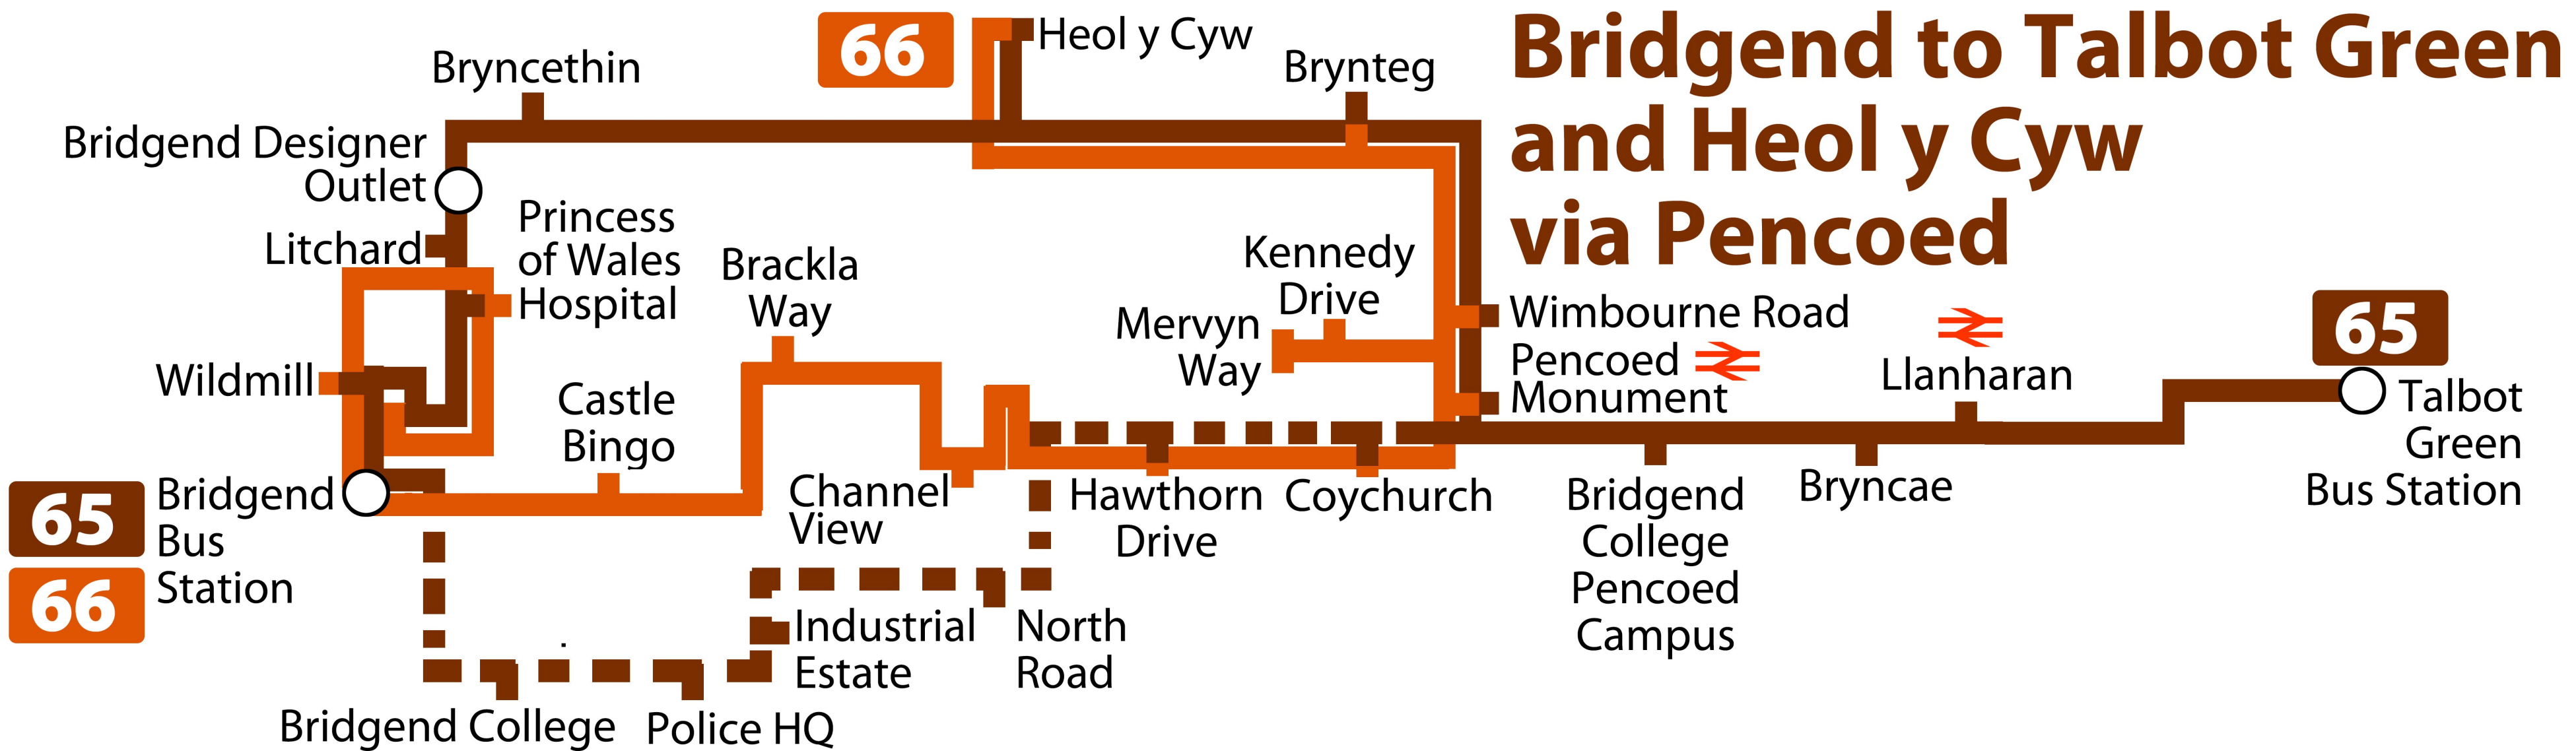 66
Heol y Cyw
Bridgend to Talbot Green
and Heol y Cyw
via Pencoed
Bryncethin
Brynteg
Bridgend Designer
Outlet
Litchard
Princess
of Wales
Hospital
Brackla
Way
Kennedy
Drive
Mervyn
Way
Wimbourne Road
Pencoed
Monument
Llanharan
65
Talbot
Green
Bus Station
Wildmill
Castle
Bingo
65
66
Bridgend
Bus
Station
Channel
View
Hawthorn
Drive
Coychurch
Bridgend
College
Pencoed
Campus
Bryncae
Industrial
Estate
North
Road
Bridgend College
Police HQ